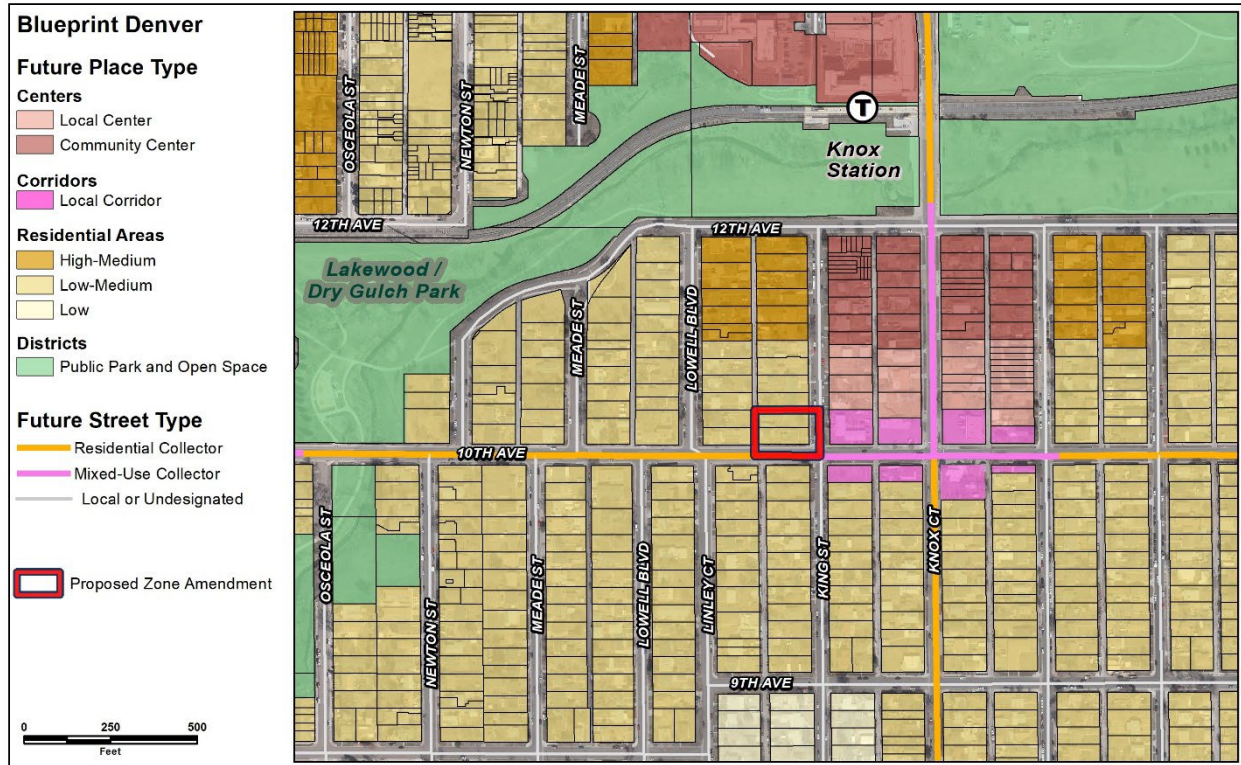 Blueprint Denver
Future Place Type
Centers
Local Center
Community Center
Corridors
Local Corridor
Residential Areas
High-Medium
Low-Medium
Low
Districts
Public Park and Open Space
Future Street Type
Residential Collector
Mixed-Use Collector
Local or Undesignated
Proposed Zone Amendment
0 250 500
Feet
OSCEOLA ST
NEWTON ST
MEADE ST
T
Knox
Station
12TH AVE
12TH AVE
Lakewood /
Dry Gulch Park
MEADE ST
LOWELL BLVD
10TH AVE
OSCEOLA ST
NEWTON ST
MEADE ST
LOWELL BLVD
LINLEY CT
KING ST
KNOX CT
9TH AVE